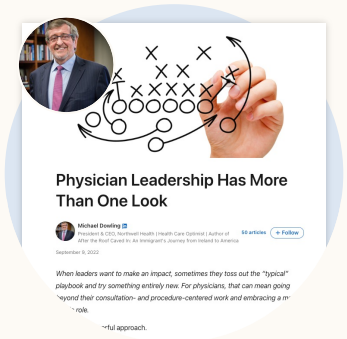 Physician Leadership Has More
Than One Look
Michael Dowling
President & CEO, Northwell Health | Health Care Optimist | Author of
After the Roof Caved In: An Immigrant's Journey from Ireland to America
50 articles
+ Follow
September 9, 2022
When leaders want to make an impact, sometimes they toss out the “typical”
playbook and try something entirely new. For physicians, that can mean going
beyond their consultation- and procedure-centered work and embracing a
role.
approach.